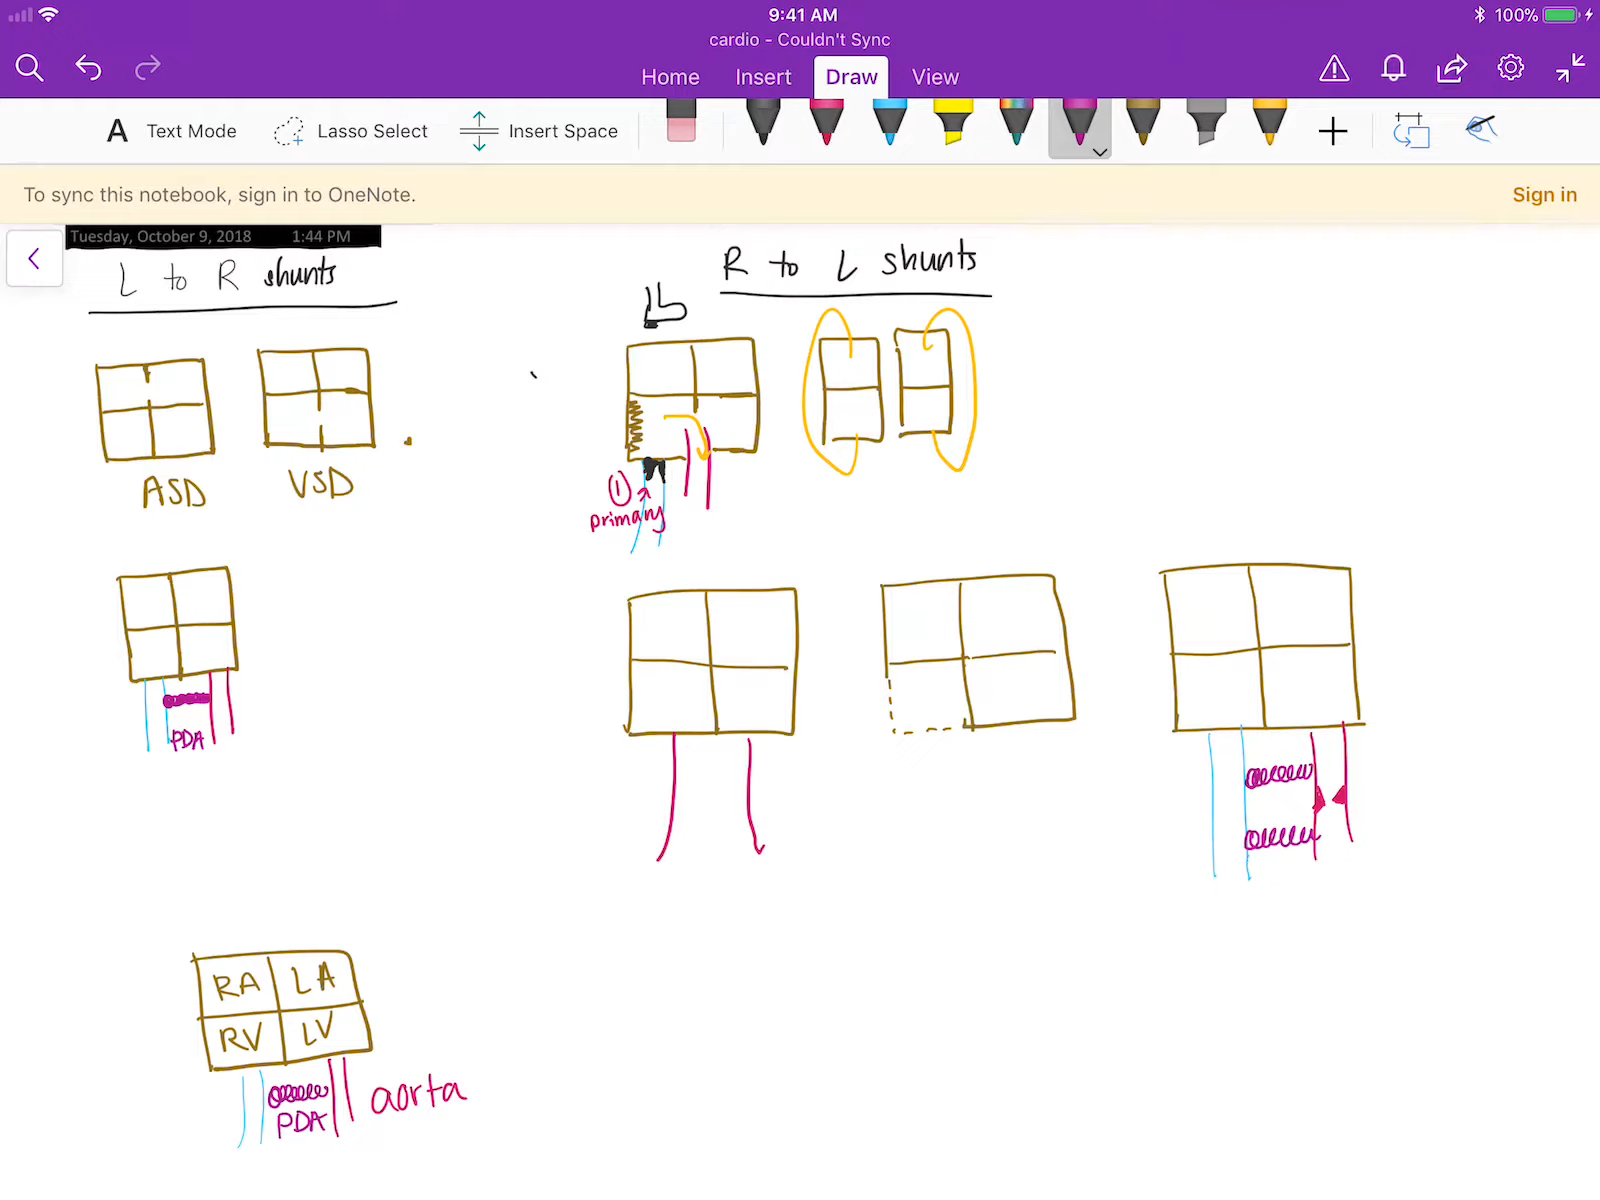 9:41 AM
100%
cardio - Couldn't Sync
Home Insert Draw View
A Text Mode Lasso Select Insert Space
To sync this notebook, sign in to OneNote. Sign in
Tuesday, October 9, 2018 1:44 PM
L to R shunts
R to L shunts
ASD
VSD
①
primary
PDA
RA LA
RV LV
PDA
aorta